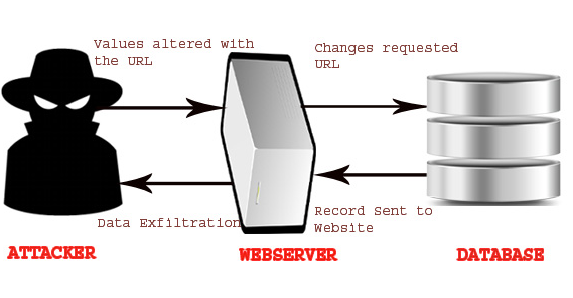 Values altered with
the URL
Changes requested
URL
Data Exfiltration
Record Sent to
Website
ATTACKER
WEBSERVER
DATABASE